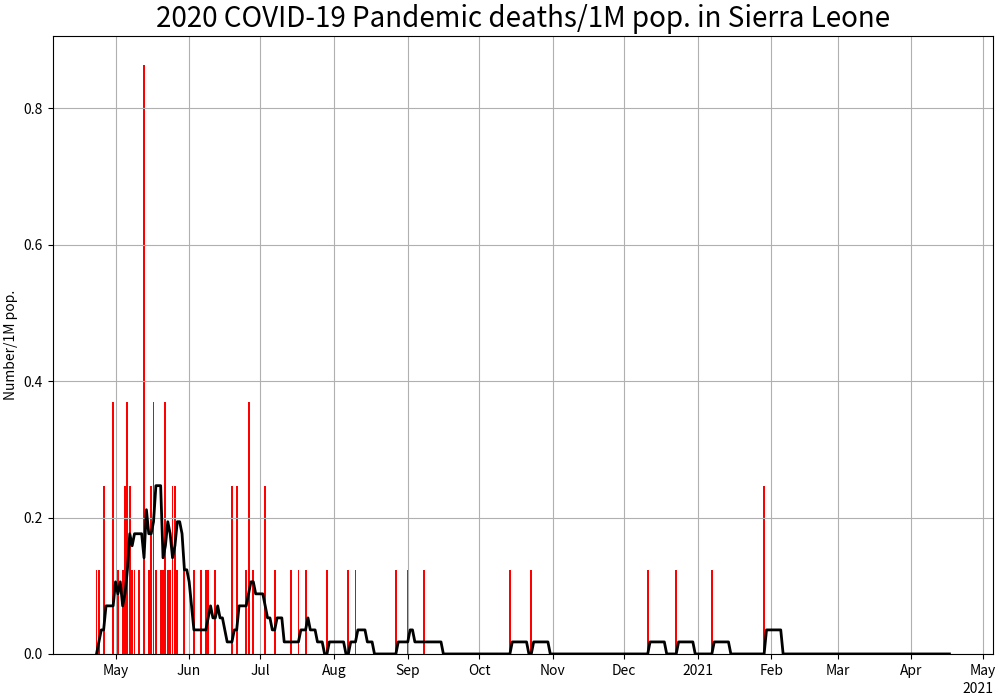 2020 COVID-19 Pandemic deaths/1M pop. in Sierra Leone
Number/1M pop.
0.8
0.6
0.4
0.2
0.0
May Jun Jul Aug Sep Oct Nov Dec 2021 Feb Mar Apr May
2021